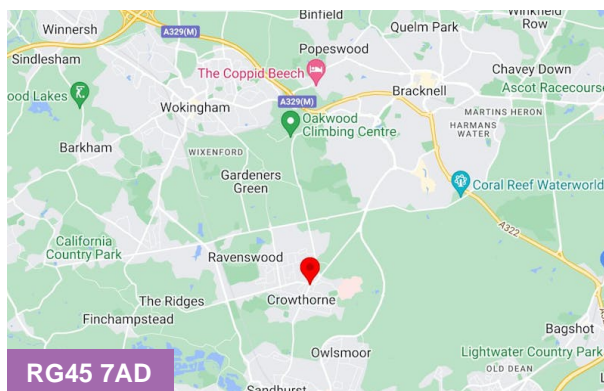 Binfield
Winkfield
Row
Winnersh
A329(M)
Quelm Park
Popeswood
Sindlesham
The Coppid Beech
Chavey Down
Bracknell
Ascot Racecourse
ood Lakes
A329(M)
Wokingham
Oakwood
Climbing Centre
MARTINS HERON
HARMANS
WATER
Barkham
WIXENFORD
Gardeners
Green
Coral Reef Waterworld
A322
California
Country Park
Ravenswood
The Ridges
Crowthorne
Finchampstead
Bagshot
Owlsmoor
Lightwater Country Park
OLD DEAN
Sandhurst
RG45 7AD